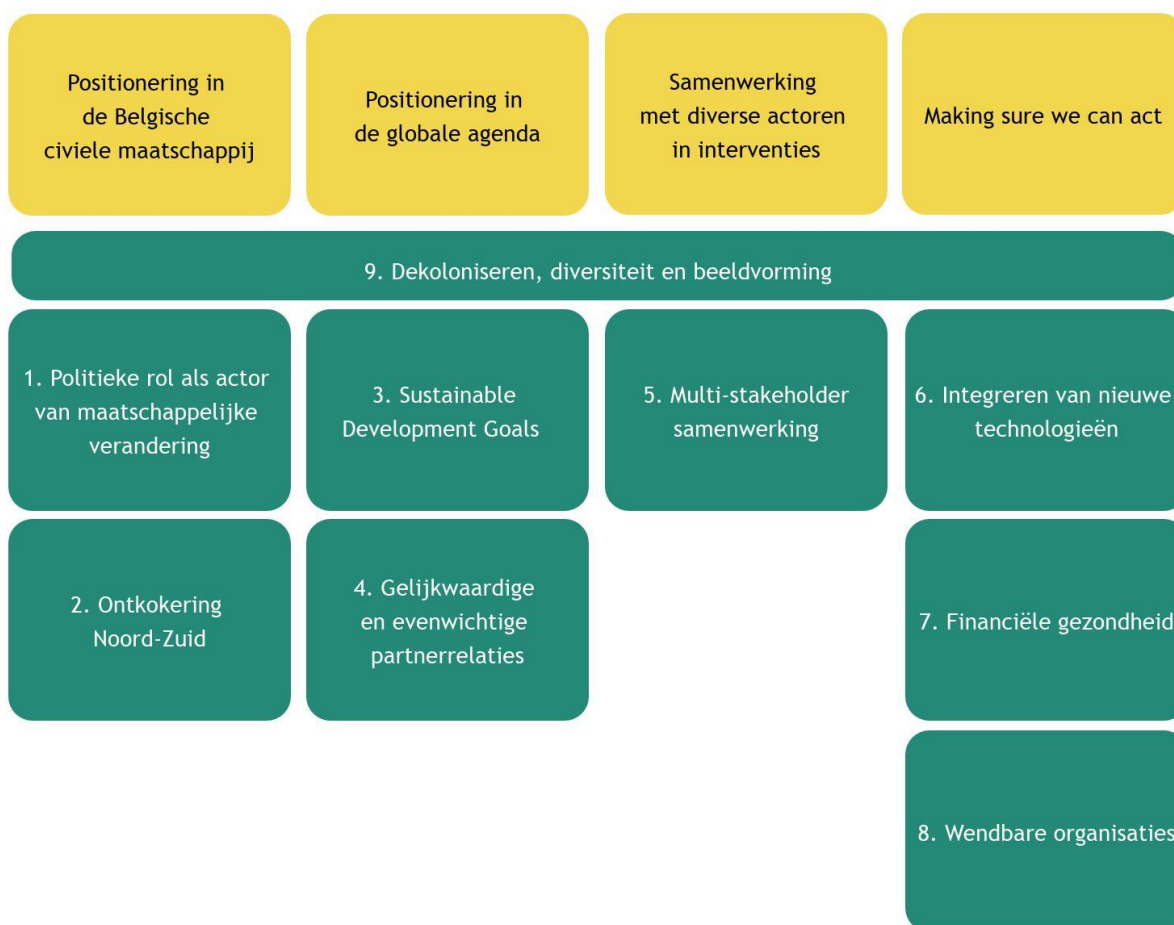 Positionering in
de Belgische
civiele maatschappij
Positionering in
de globale agenda
Samenwerking
met diverse actoren
in interventies
Making sure we can act
9. Dekoloniseren, diversiteit en beeldvorming
1. Politieke rol als actor
van maatschappelijke
verandering
3. Sustainable
Development Goals
5. Multi-stakeholder
samenwerking
6. Integreren van nieuwe
technologieën
2. Ontkokering
Noord-Zuid
4. Gelijkwaardige
en evenwichtige
partnerrelaties
7. Financiële gezondheid
8. Wendbare organisaties